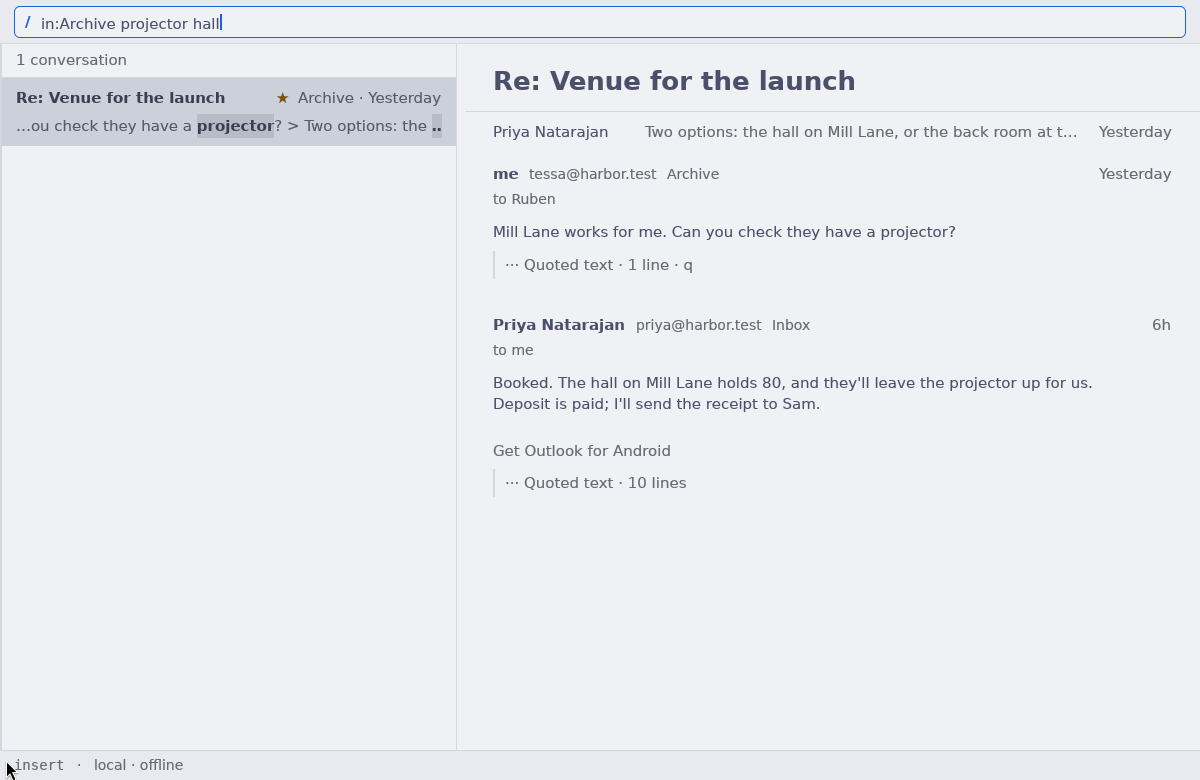 / in:Archive projector hall
1 conversation
Re: Venue for the launch ★ Archive · Yesterday
…ou check they have a projector? > Two options: the ..
Re: Venue for the launch
Priya Natarajan Two options: the hall on Mill Lane, or the back room at t… Yesterday
me tessa@harbor.test Archive Yesterday
to Ruben
Mill Lane works for me. Can you check they have a projector?
··· Quoted text · 1 line · q
Priya Natarajan priya@harbor.test Inbox 6h
to me
Booked. The hall on Mill Lane holds 80, and they'll leave the projector up for us.
Deposit is paid; I'll send the receipt to Sam.
Get Outlook for Android
··· Quoted text · 10 lines
insert · local · offline